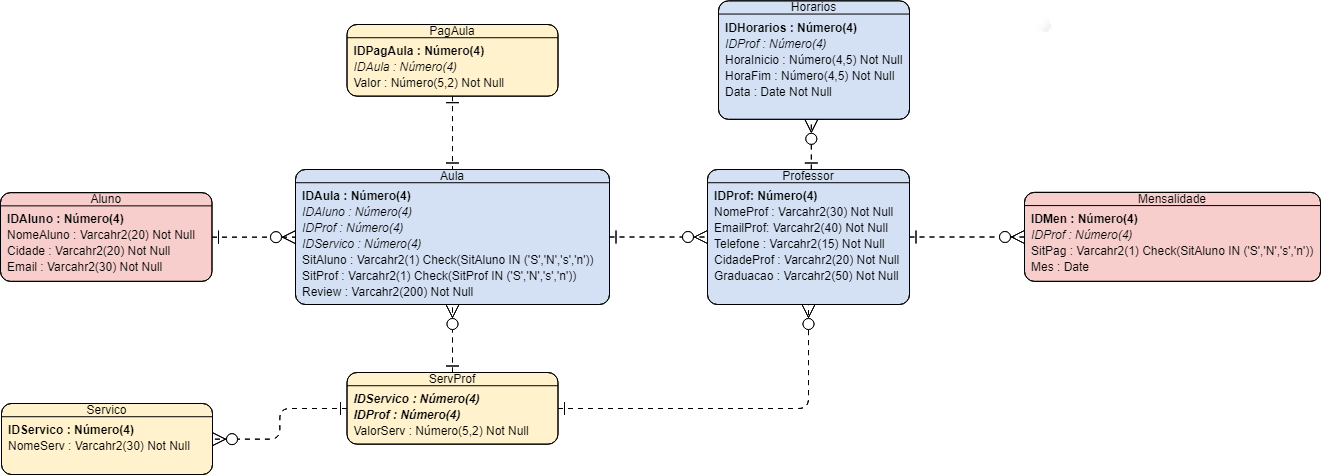 PagAula
IDPagAula : Número(4)
IDAula : Número(4)
Valor : Número(5,2) Not Null
Horarios
IDHorarios : Número(4)
IDProf : Número(4)
HoraInicio : Número(4,5) Not Null
HoraFim : Número(4,5) Not Null
Data : Date Not Null
Aluno
IDAluno : Número(4)
NomeAluno : Varcahr2(20) Not Null
Cidade : Varcahr2(20) Not Null
Email : Varcahr2(30) Not Null
Aula
IDAula : Número(4)
IDAluno : Número(4)
IDProf : Número(4)
IDServico : Número(4)
SitAluno : Varcahr2(1) Check(SitAluno IN ('S','N','s','n'))
SitProf : Varcahr2(1) Check(SitProf IN ('S','N','s','n'))
Review : Varcahr2(200) Not Null
Professor
IDProf: Número(4)
NomeProf : Varcahr2(30) Not Null
EmailProf: Varcahr2(40) Not Null
Telefone : Varcahr2(15) Not Null
CidadeProf : Varcahr2(20) Not Null
Graduacao : Varcahr2(50) Not Null
Mensalidade
IDMen : Número(4)
IDProf : Número(4)
SitPag : Varcahr2(1) Check(SitAluno IN ('S','N','s','n'))
Mes : Date
ServProf
IDServico : Número(4)
IDProf : Número(4)
ValorServ : Número(5,2) Not Null
Servico
IDServico : Número(4)
NomeServ : Varcahr2(30) Not Null